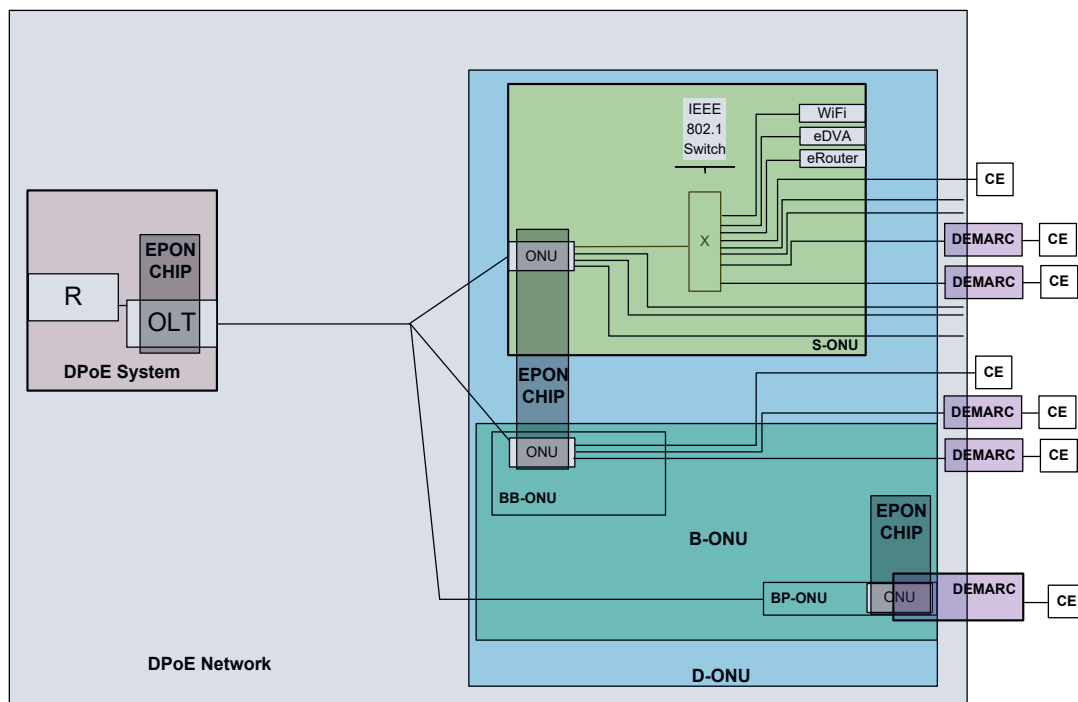 IEEE
802.1
Switch
WiFi
eDVA
eRouter
CE
EPON
CHIP
R
OLT
DPoE System
ONU
X
DEMARC
CE
DEMARC
CE
S-ONU
EPON
CHIP
CE
DEMARC
CE
ONU
DEMARC
CE
BB-ONU
EPON
CHIP
B-ONU
BP-ONU
ONU
DEMARC
CE
DPoE Network
D-ONU